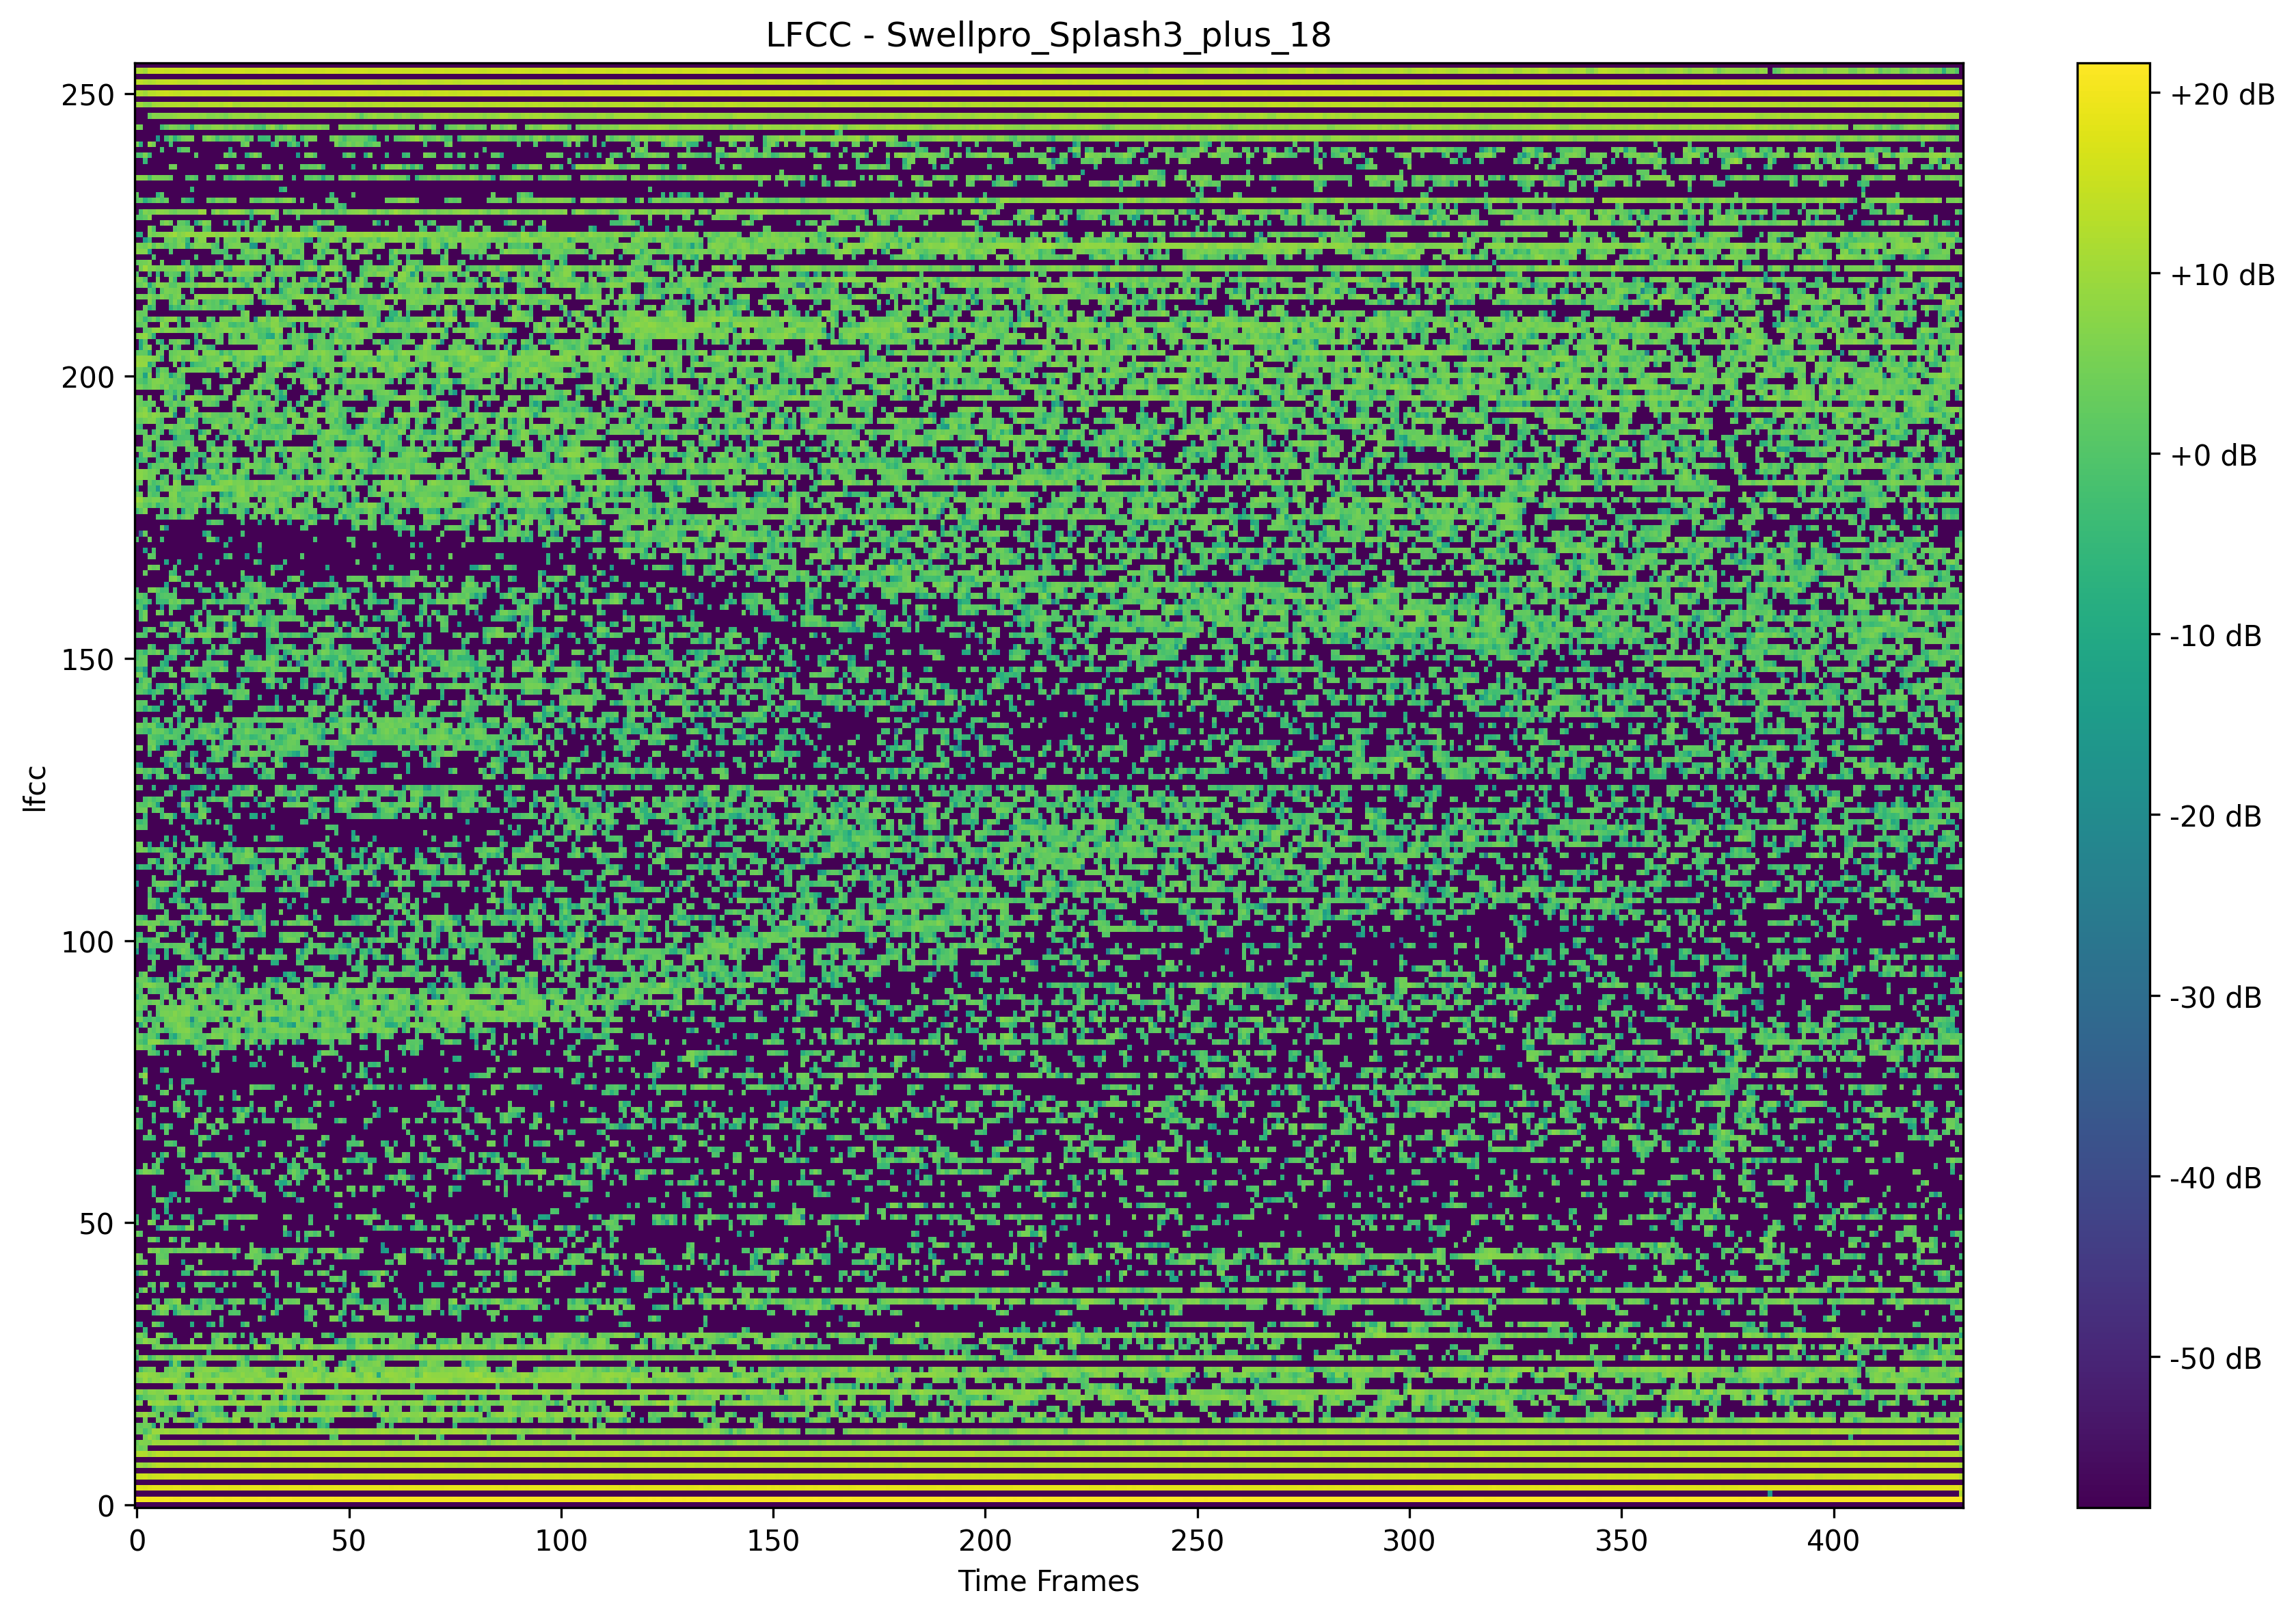 LFCC - Swellpro_Splash3_plus_18
250
200
150
100
50
0
lfcc
0 50 100 150 200 250 300 350 400
Time Frames
+20 dB
+10 dB
+0 dB
-10 dB
-20 dB
-30 dB
-40 dB
-50 dB